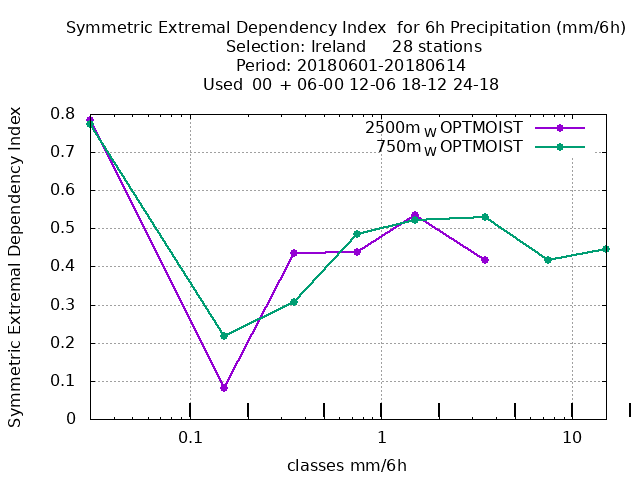 Symmetric Extremal Dependency Index  for 6h Precipitation (mm/6h)
Selection: Ireland     28 stations
Period: 20180601-20180614
Used  00  + 06-00 12-06 18-12 24-18
Symmetric Extremal Dependency Index
0.8
0.7
0.6
0.5
0.4
0.3
0.2
0.1
0
2500m W OPTMOIST
750m W OPTMOIST
0.1 1 10
classes mm/6h